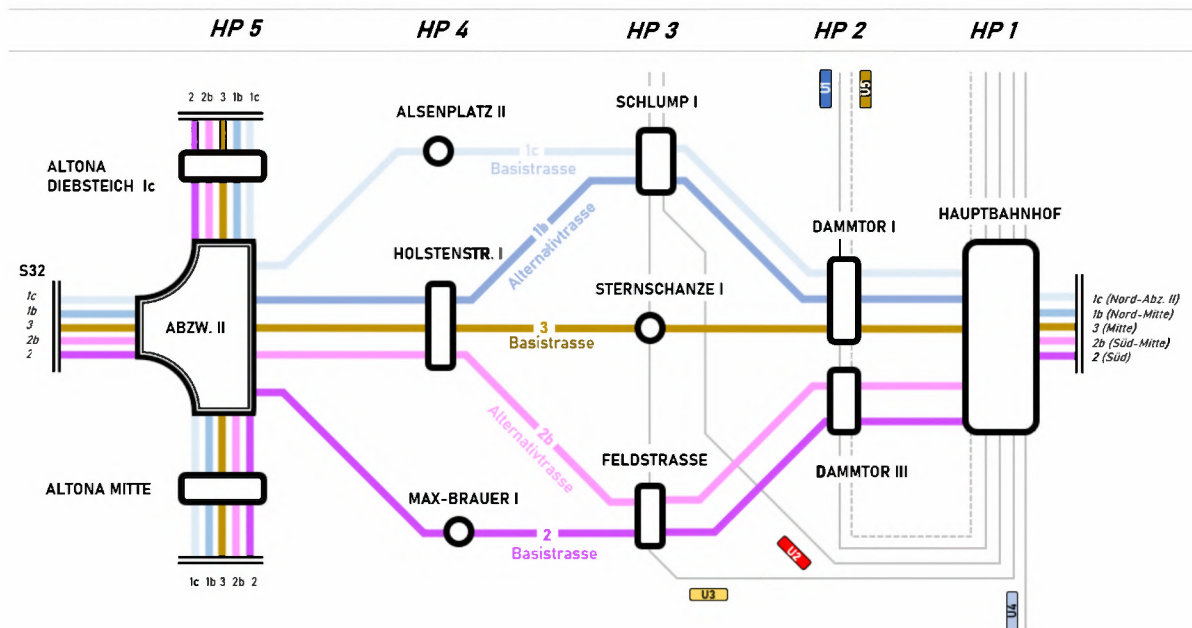 HP 5 HP 4 HP 3 HP 2 HP 1
2 2b 3 1b 1c
U5 U5
ALSENPLATZ II
SCHLUMP I
ALTONA
DIEBSTEICH Ic
1c
Basistrasse
HAUPTBAHNHOF
DAMMTOR I
1b
Alternativtrasse
HOLSTENSTR. I
S32
1c
1b
3
2b
2
ABZW. II
STERNSCHANZE I
3
Basistrasse
1c (Nord-Abz. II)
1b (Nord-Mitte)
3 (Mitte)
2b (Süd-Mitte)
2 (Süd)
2b
Alternativtrasse
FELDSTRASSE
DAMMTOR III
ALTONA MITTE
MAX-BRAUER I
2
Basistrasse
U2
1c 1b 3 2b 2
U3
U4